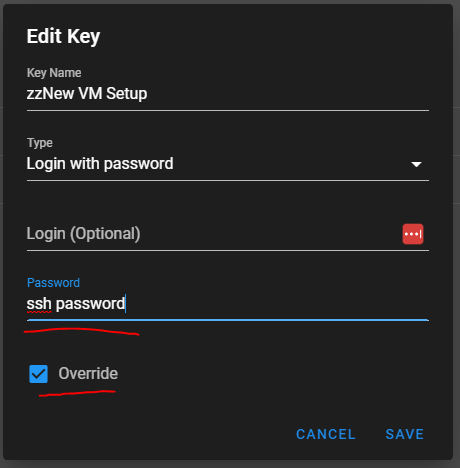 Edit Key
Key Name
zzNew VM Setup
Type
Login with password
Login (Optional)
Password
ssh password
Override
CANCEL SAVE